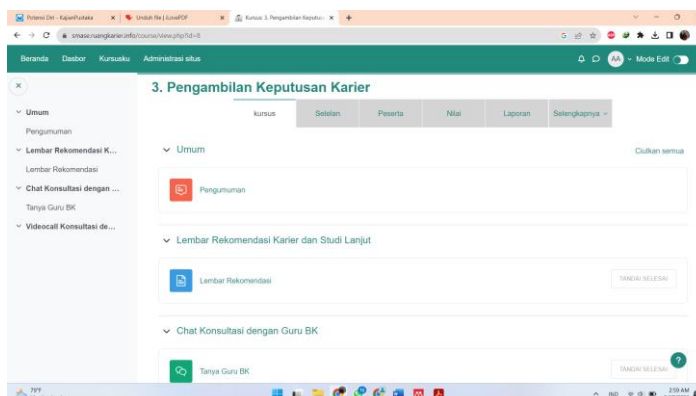 Potensi Diri - KajianPustaka
Unduh file | iLovePDF
Kursus: 3. Pengambilan Keputus
smase.ruangkarier.info/course/view.php?id=8
Beranda Dasbor Kursusku Administrasi situs
AA Mode Edit
3. Pengambilan Keputusan Karier
kursus Setelan Peserta Nilai Laporan Selengkapnya
Umum
Pengumuman
Lembar Rekomendasi K...
Lembar Rekomendasi
Chat Konsultasi dengan ...
Tanya Guru BK
Videocall Konsultasi de...
Umum
Ciutkan semua
Pengumuman
Lembar Rekomendasi Karier dan Studi Lanjut
Lembar Rekomendasi
TANDAI SELESAI
Chat Konsultasi dengan Guru BK
Tanya Guru BK
TANDAI SELESAI
?
79°F
IND
2:59 AM